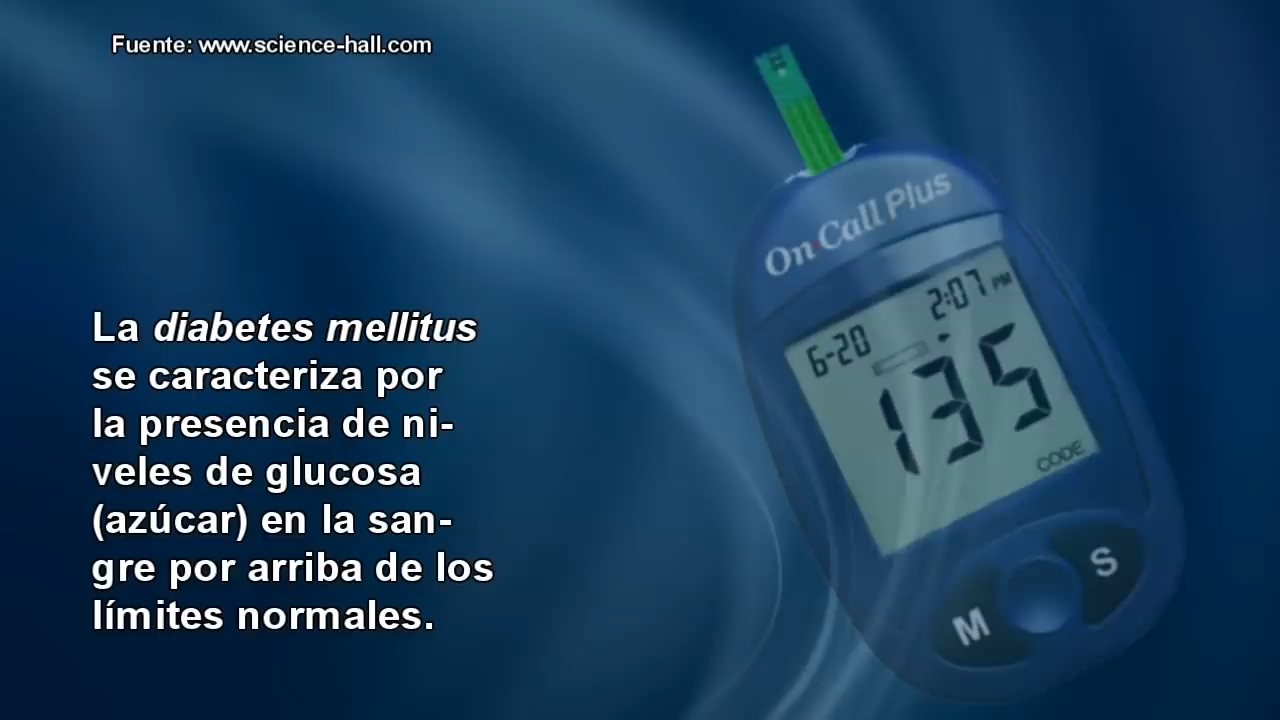 Fuente: www.science-hall.com
La diabetes mellitus
se caracteriza por
la presencia de ni-
veles de glucosa
(azúcar) en la san-
gre por arriba de los
límites normales.
On Call Plus
6-20 2:07 PM
135
CODE
M S